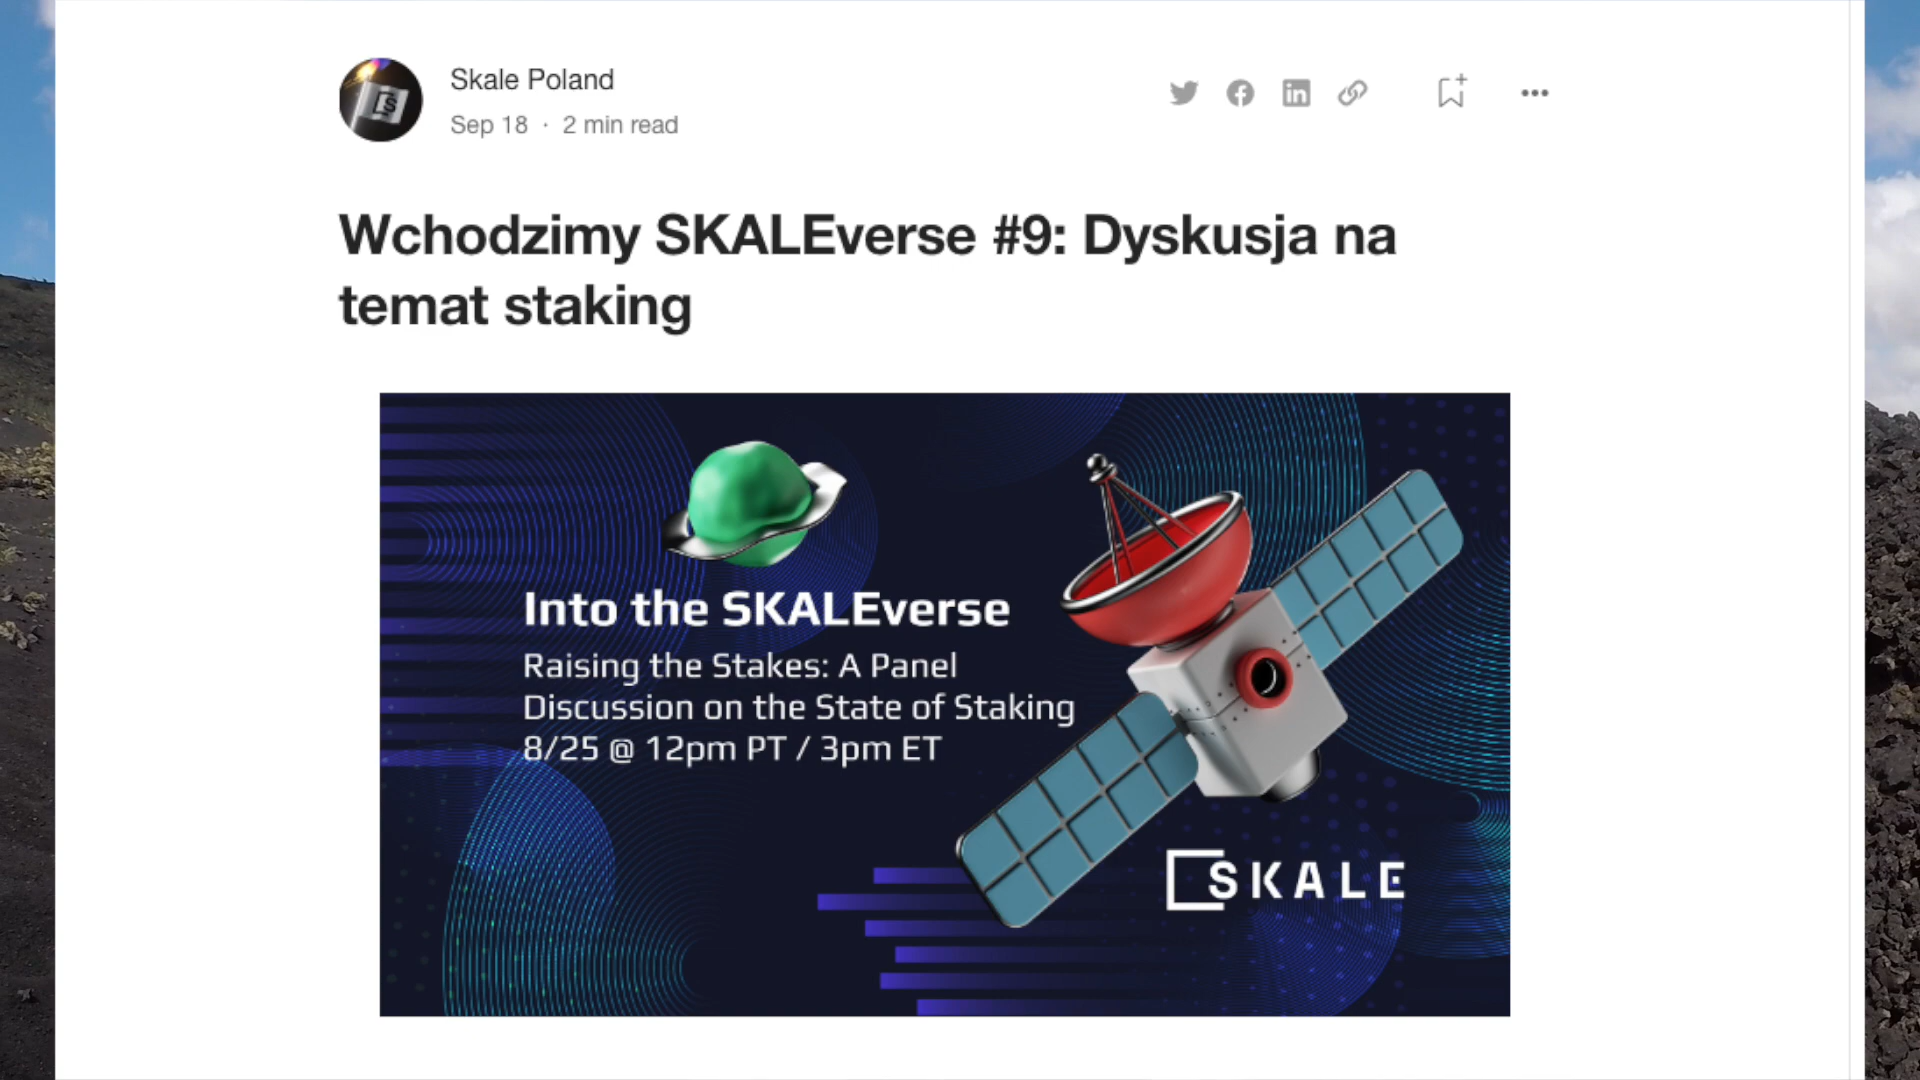 Skale Poland
Sep 18 · 2 min read
Wchodzimy SKALEverse #9: Dyskusja na
temat staking
Into the SKALEverse
Raising the Stakes: A Panel
Discussion on the State of Staking
8/25 @ 12pm PT / 3pm ET
SKALE